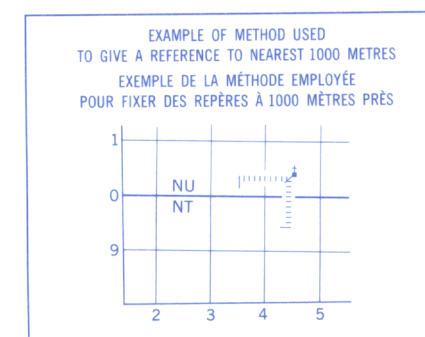 EXAMPLE OF METHOD USED
TO GIVE A REFERENCE TO NEAREST 1000 METRES
EXEMPLE DE LA MÉTHODE EMPLOYÉE
POUR FIXER DES REPÈRES À 1000 MÈTRES PRÈS
1
NU
0
NT
9
2 3 4 5